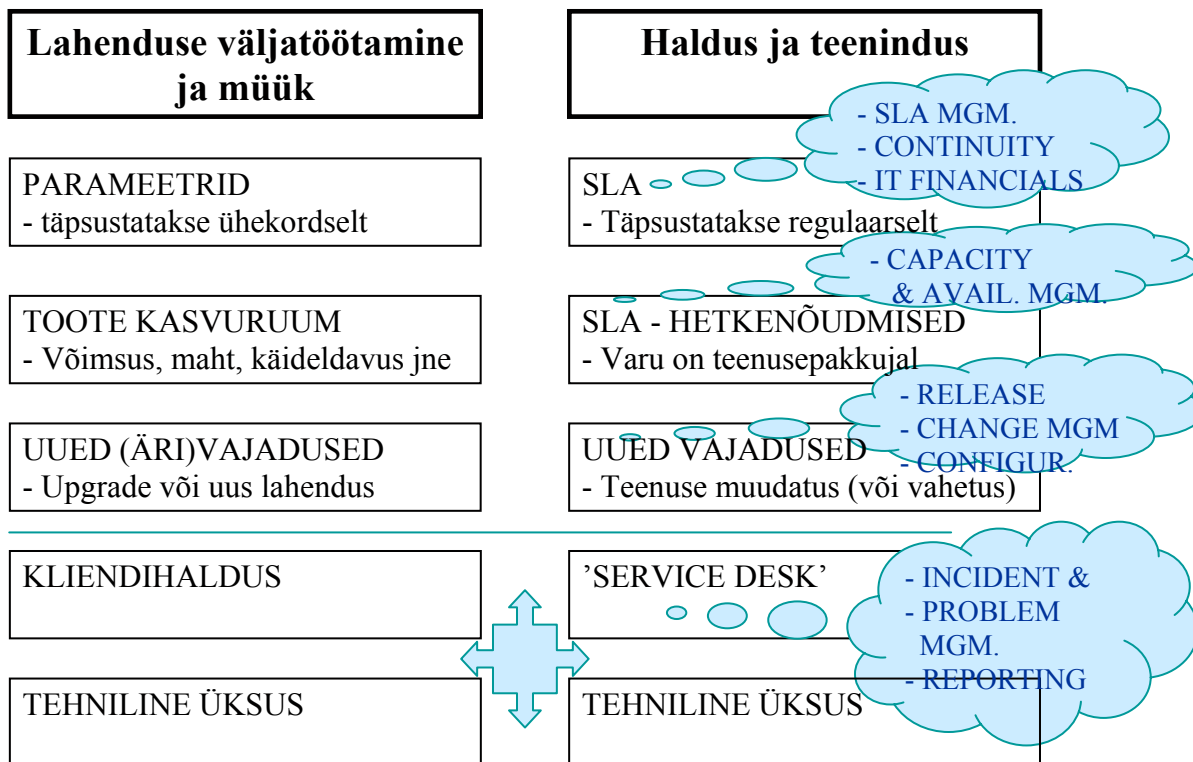 Lahenduse väljatöötamine
ja müük
Haldus ja teenindus
- SLA MGM.
- CONTINUITY
- IT FINANCIALS
PARAMEETRID
- täpsustatakse ühekordselt
SLA
- Täpsustatakse regulaarselt
- CAPACITY
& AVAIL. MGM.
TOOTE KASVURUUM
- Võimsus, maht, käideldavus jne
SLA - HETKENÕUDMISED
- Varu on teenusepakkujal
- RELEASE
- CHANGE MGM
- CONFIGUR.
UUED (ÄRI)VAJADUSED
- Upgrade või uus lahendus
UUED VAJADUSED
- Teenuse muudatus (või vahetus)
KLIENDIHALDUS
’SERVICE DESK’
- INCIDENT &
- PROBLEM
MGM.
- REPORTING
TEHNILINE ÜKSUS
TEHNILINE ÜKSUS